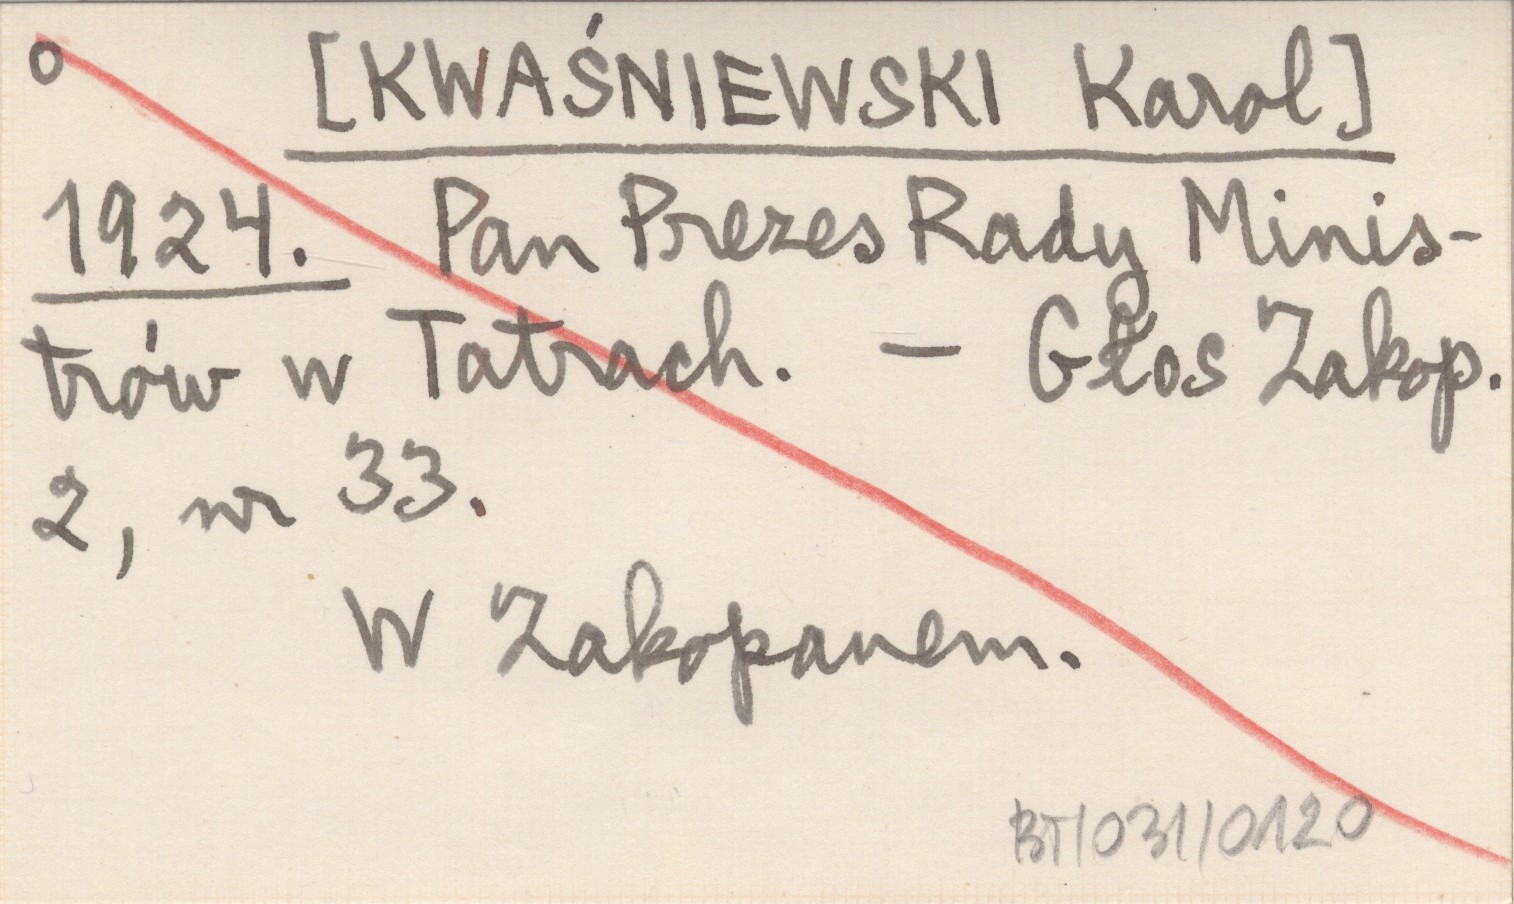 o [KWAŚNIEWSKI Karol]
1924. Pan Prezes Rady Minis-
trów w Tatrach. – Głos Zakop.
2, nr 33.
W Zakopanem.
BT/031/0120